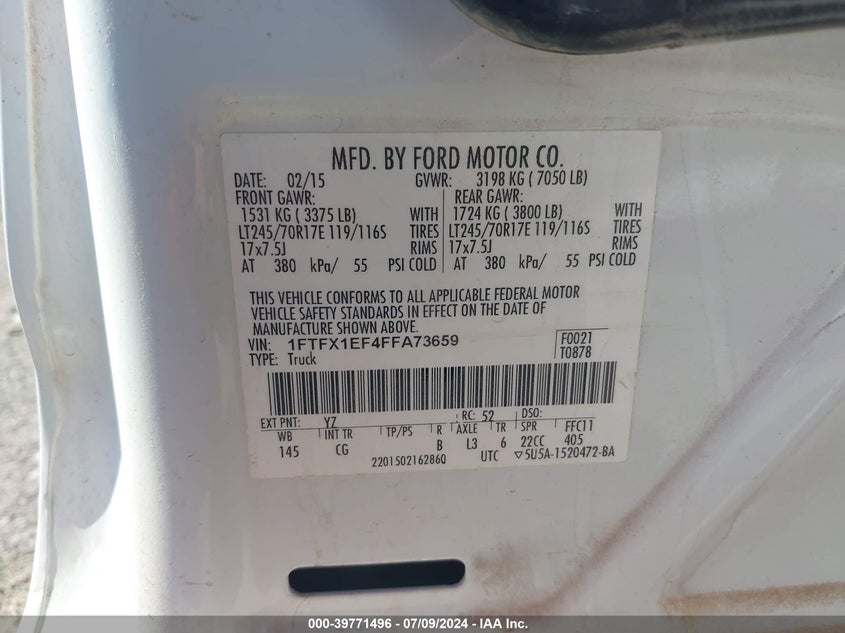 MFD. BY FORD MOTOR CO.
DATE: 02/15 GVWR: 3198 KG ( 7050 LB)
FRONT GAWR: REAR GAWR:
1531 KG ( 3375 LB) WITH 1724 KG ( 3800 LB) WITH
LT245/70R17E 119/116S TIRES LT245/70R17E 119/116S TIRES
17x7.5J RIMS 17x7.5J RIMS
AT 380 kPa/ 55 PSI COLD AT 380 kPa/ 55 PSI COLD
THIS VEHICLE CONFORMS TO ALL APPLICABLE FEDERAL MOTOR
VEHICLE SAFETY STANDARDS IN EFFECT ON THE DATE OF
MANUFACTURE SHOWN ABOVE.
VIN: 1FTFX1EF4FFA73659 F0021
TYPE: Truck T0878
EXT PNT: YZ RC: 52 DSO:
WB INT TR TP/PS R AXLE TR SPR FFC11
145 CG B L3 6 22CC 405
220150216286Q UTC ▽5U5A-1520472-BA
000-39771496 - 07/09/2024 - IAA Inc.